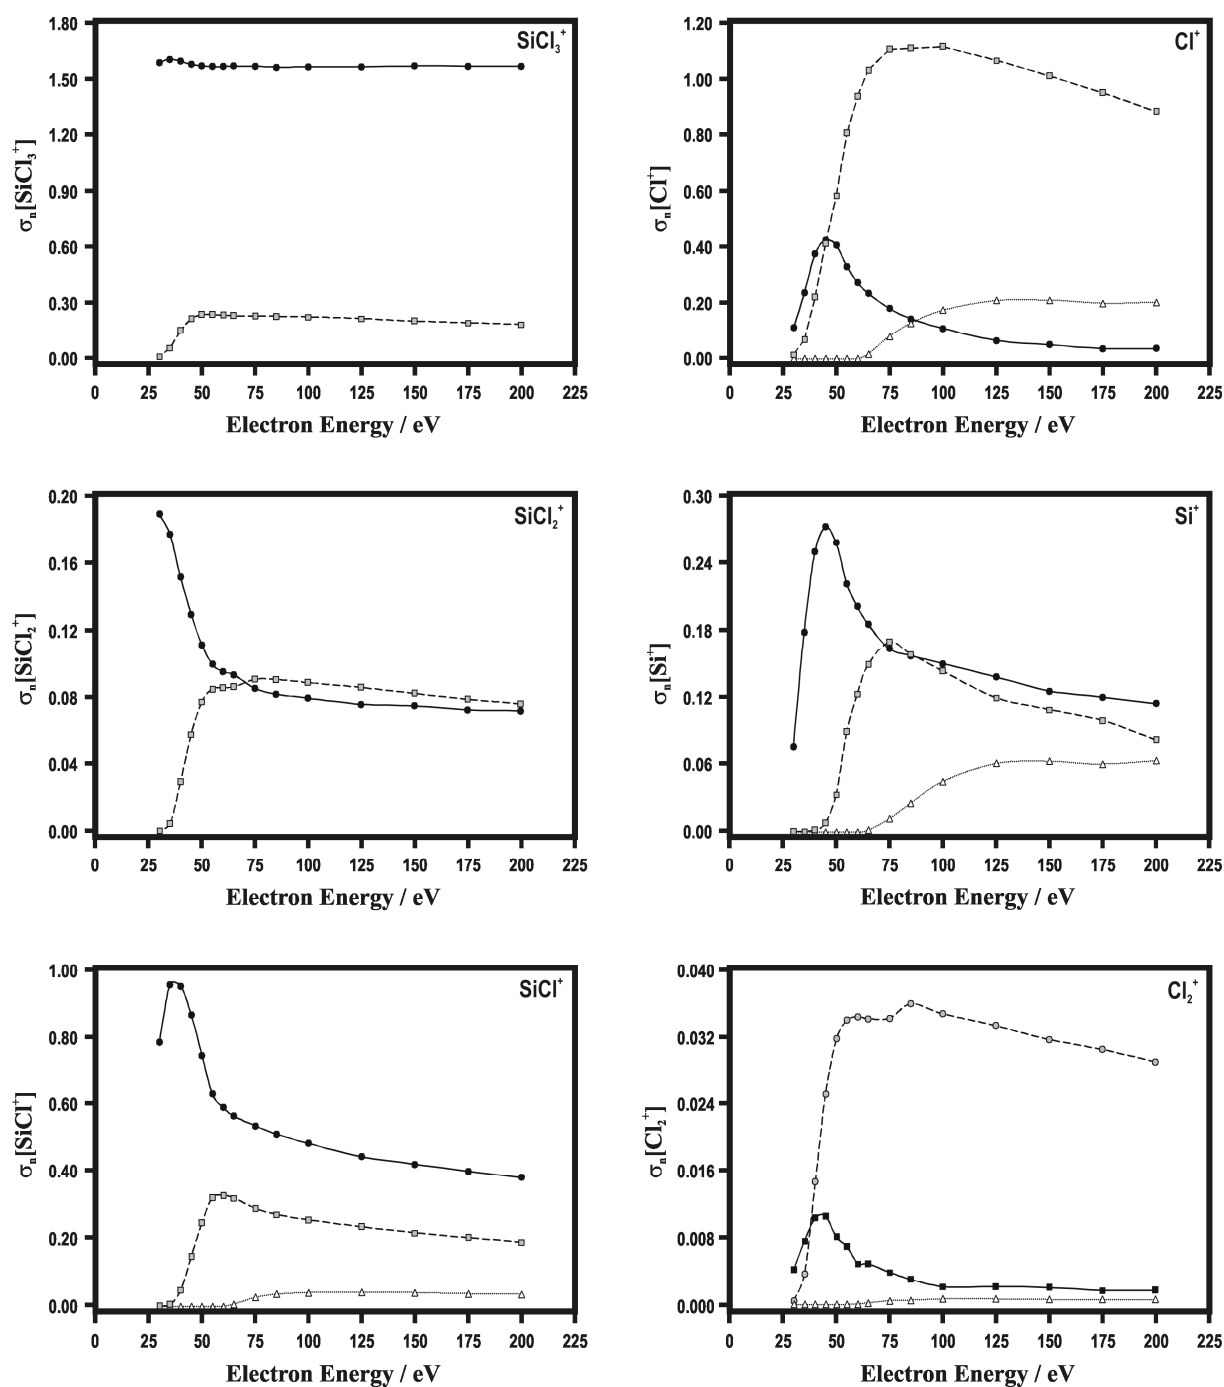 SiCl₃⁺
σₙ[SiCl₃⁺]
1.80
1.50
1.20
0.90
0.60
0.30
0.00
0 25 50 75 100 125 150 175 200 225
Electron Energy / eV
Cl⁺
σₙ[Cl⁺]
1.20
1.00
0.80
0.60
0.40
0.20
0.00
0 25 50 75 100 125 150 175 200 225
Electron Energy / eV
SiCl₂⁺
σₙ[SiCl₂⁺]
0.20
0.16
0.12
0.08
0.04
0.00
0 25 50 75 100 125 150 175 200 225
Electron Energy / eV
Si⁺
σₙ[Si⁺]
0.30
0.24
0.18
0.12
0.06
0.00
0 25 50 75 100 125 150 175 200 225
Electron Energy / eV
SiCl⁺
σₙ[SiCl⁺]
1.00
0.80
0.60
0.40
0.20
0.00
0 25 50 75 100 125 150 175 200 225
Electron Energy / eV
Cl₂⁺
σₙ[Cl₂⁺]
0.040
0.032
0.024
0.016
0.008
0.000
0 25 50 75 100 125 150 175 200 225
Electron Energy / eV